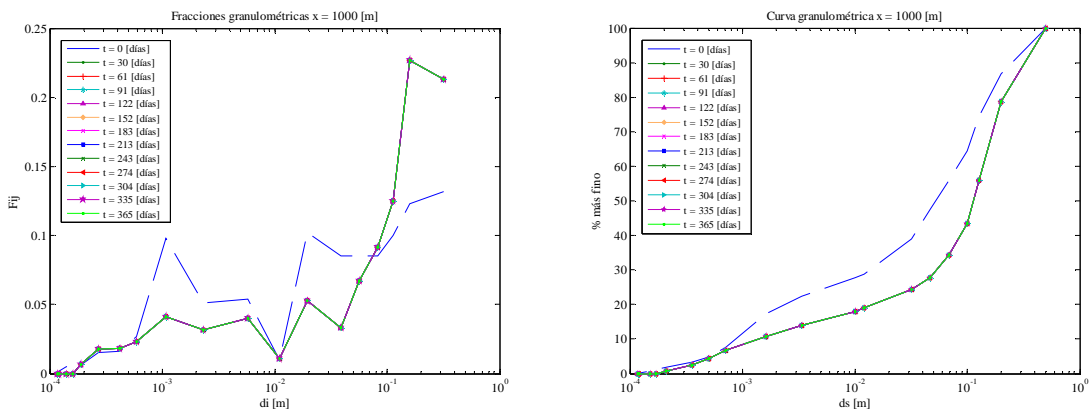 Fracciones granulométricas x = 1000 [m]
0.25
0.2
0.15
0.1
0.05
0
Fij
t = 0 [días]
t = 30 [días]
t = 61 [días]
t = 91 [días]
t = 122 [días]
t = 152 [días]
t = 183 [días]
t = 213 [días]
t = 243 [días]
t = 274 [días]
t = 304 [días]
t = 335 [días]
t = 365 [días]
10^-4
10^-3
10^-2
10^-1
10^0
di [m]
Curva granulométrica x = 1000 [m]
100
90
80
70
60
50
40
30
20
10
0
% más fino
t = 0 [días]
t = 30 [días]
t = 61 [días]
t = 91 [días]
t = 122 [días]
t = 152 [días]
t = 183 [días]
t = 213 [días]
t = 243 [días]
t = 274 [días]
t = 304 [días]
t = 335 [días]
t = 365 [días]
10^-4
10^-3
10^-2
10^-1
10^0
ds [m]